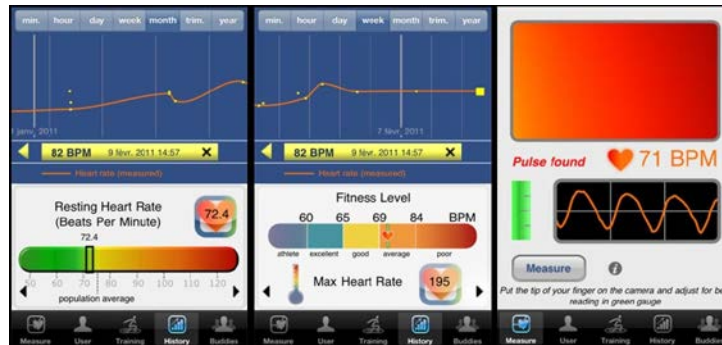 min. hour day week month trim. year
janv, 2011
82 BPM 9 févr. 2011 14:57 X
Heart rate (measured)
Resting Heart Rate
(Beats Per Minute)
72.4
72.4
50 60 70 80 90 100 110 120
population average
Measure User Training History Buddies
min. hour day week month trim. year
7 févr, 2011
82 BPM 9 févr. 2011 14:57 X
Heart rate (measured)
Fitness Level
60 65 69 84 BPM
athlete excellent good average poor
Max Heart Rate 195
Measure User Training History Buddies
Pulse found 71 BPM
Measure i
Put the tip of your finger on the camera and adjust for be
reading in green gauge
Measure User Training History Buddies